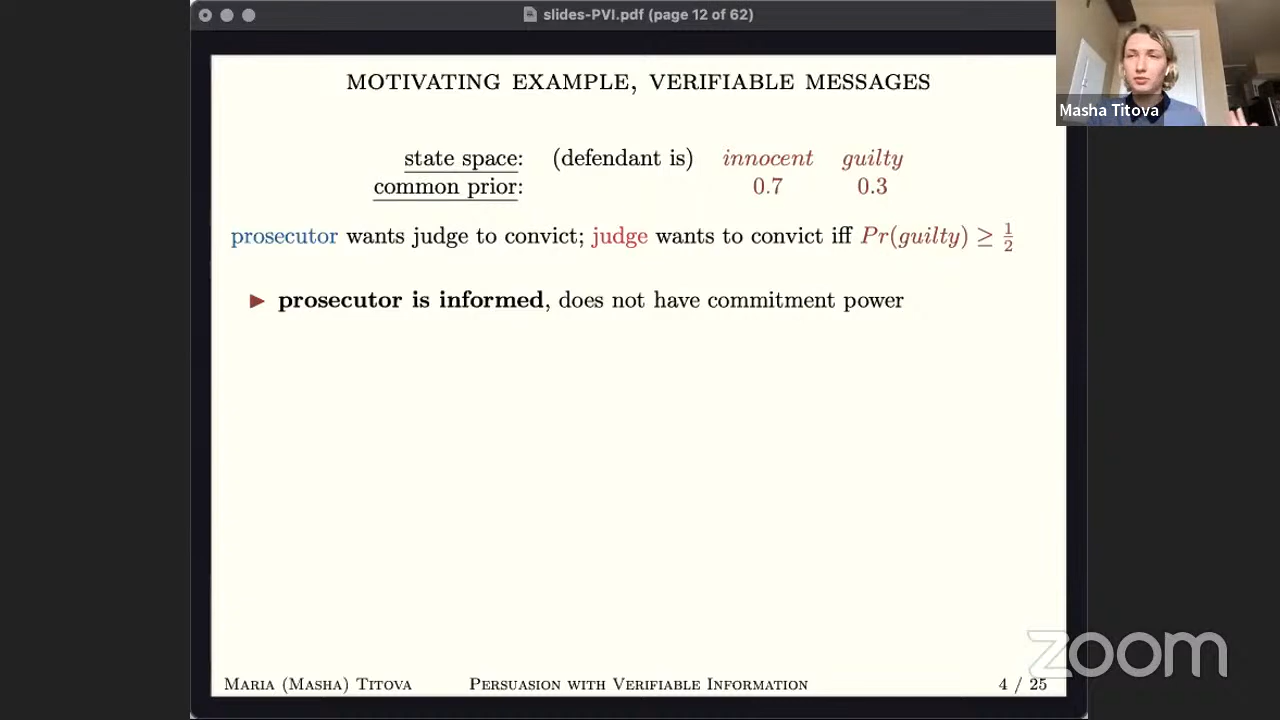 slides-PVI.pdf (page 12 of 62)
MOTIVATING EXAMPLE, VERIFIABLE MESSAGES
Masha Titova
state space: (defendant is) innocent guilty
common prior: 0.7 0.3
prosecutor wants judge to convict; judge wants to convict iff Pr(guilty) ≥ 1/2
▶ prosecutor is informed, does not have commitment power
zoom
MARIA (MASHA) TITOVA PERSUASION WITH VERIFIABLE INFORMATION 4 / 25